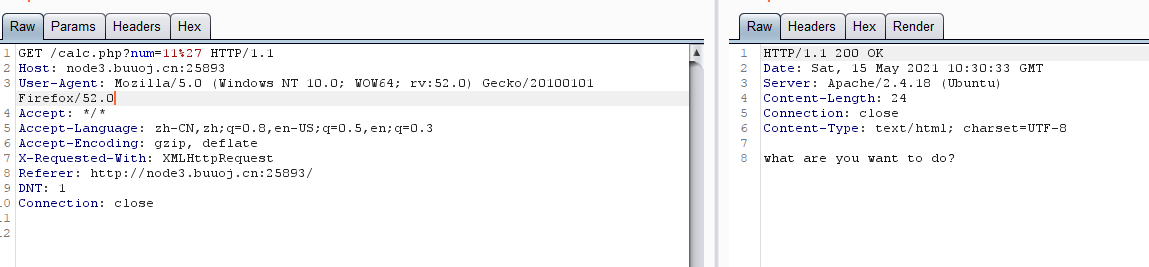 Raw Params Headers Hex
1 GET /calc.php?num=11%27 HTTP/1.1
2 Host: node3.buuoj.cn:25893
3 User-Agent: Mozilla/5.0 (Windows NT 10.0; WOW64; rv:52.0) Gecko/20100101
Firefox/52.0
4 Accept: */*
5 Accept-Language: zh-CN,zh;q=0.8,en-US;q=0.5,en;q=0.3
6 Accept-Encoding: gzip, deflate
7 X-Requested-With: XMLHttpRequest
8 Referer: http://node3.buuoj.cn:25893/
9 DNT: 1
10 Connection: close
11
12
Raw Headers Hex Render
1 HTTP/1.1 200 OK
2 Date: Sat, 15 May 2021 10:30:33 GMT
3 Server: Apache/2.4.18 (Ubuntu)
4 Content-Length: 24
5 Connection: close
6 Content-Type: text/html; charset=UTF-8
7
8 what are you want to do?